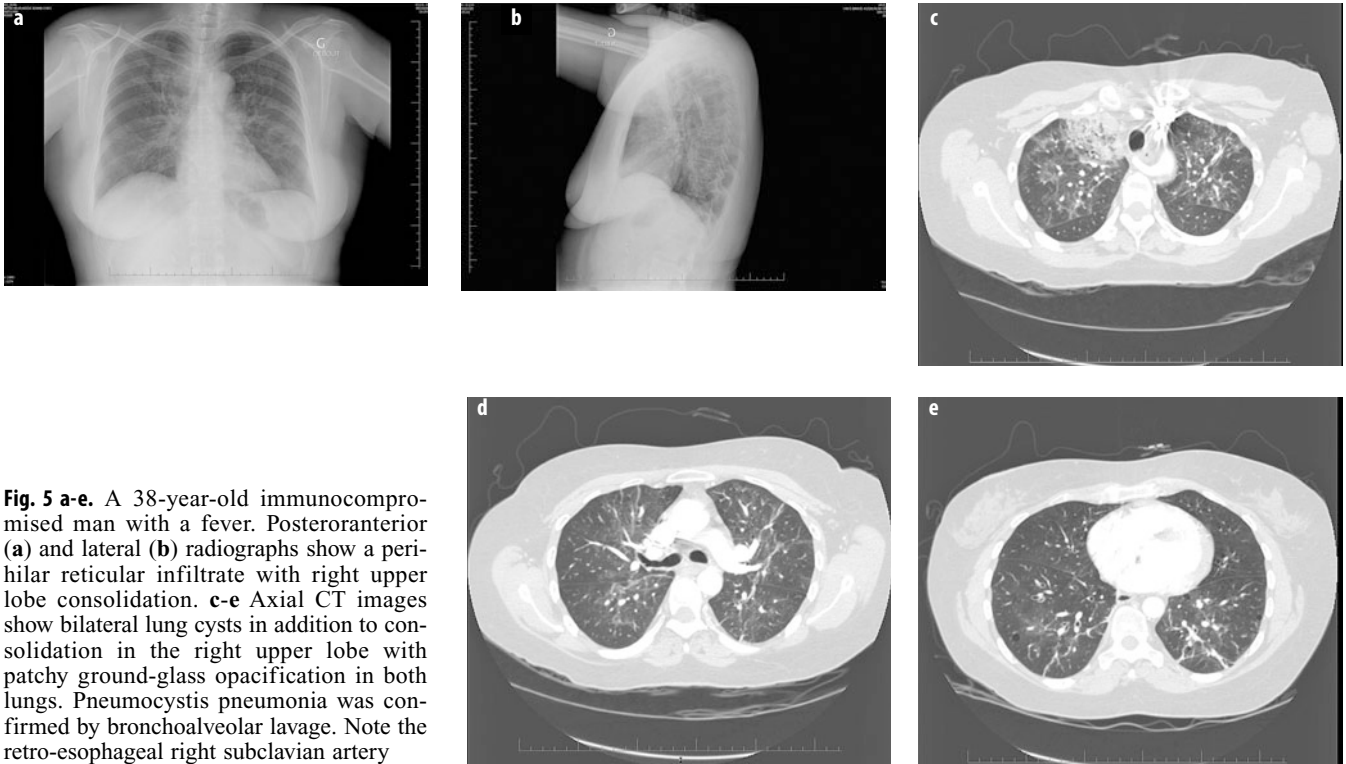 a
G
b
G
c
d
e
Fig. 5 a-e. A 38-year-old immunocompro-
mised man with a fever. Posteroranterior
(a) and lateral (b) radiographs show a peri-
hilar reticular infiltrate with right upper
lobe consolidation. c-e Axial CT images
show bilateral lung cysts in addition to con-
solidation in the right upper lobe with
patchy ground-glass opacification in both
lungs. Pneumocystis pneumonia was con-
firmed by bronchoalveolar lavage. Note the
retro-esophageal right subclavian artery